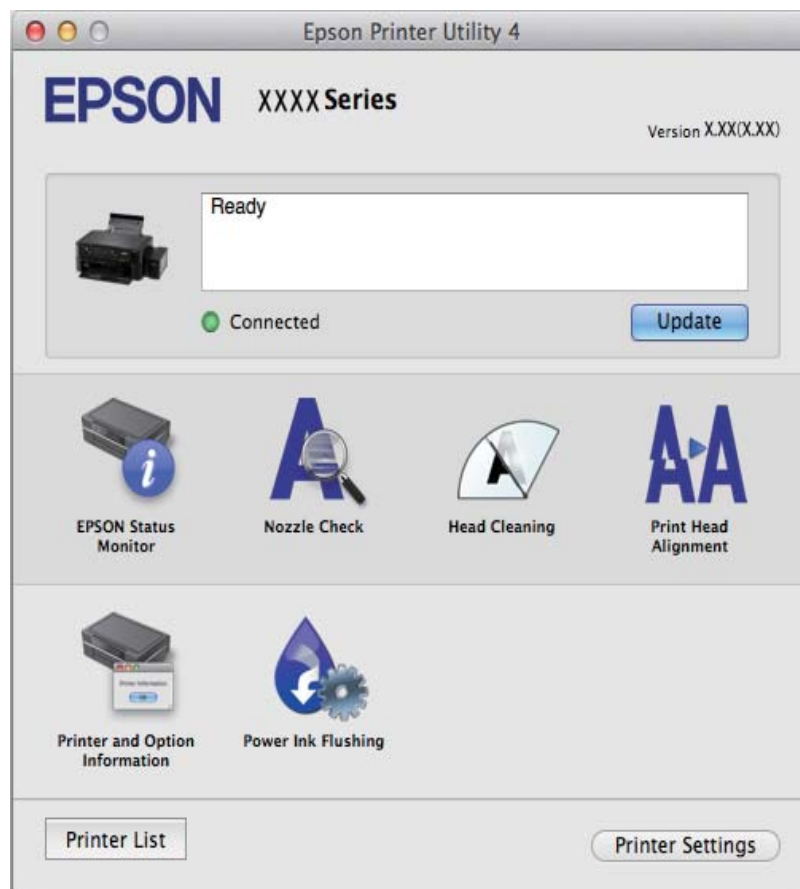 Epson Printer Utility 4
EPSON XXXX Series
Version X.XX(X.XX)
Ready
Connected
Update
EPSON Status
Monitor
Nozzle Check
Head Cleaning
Print Head
Alignment
Printer and Option
Information
Power Ink Flushing
Printer List
Printer Settings